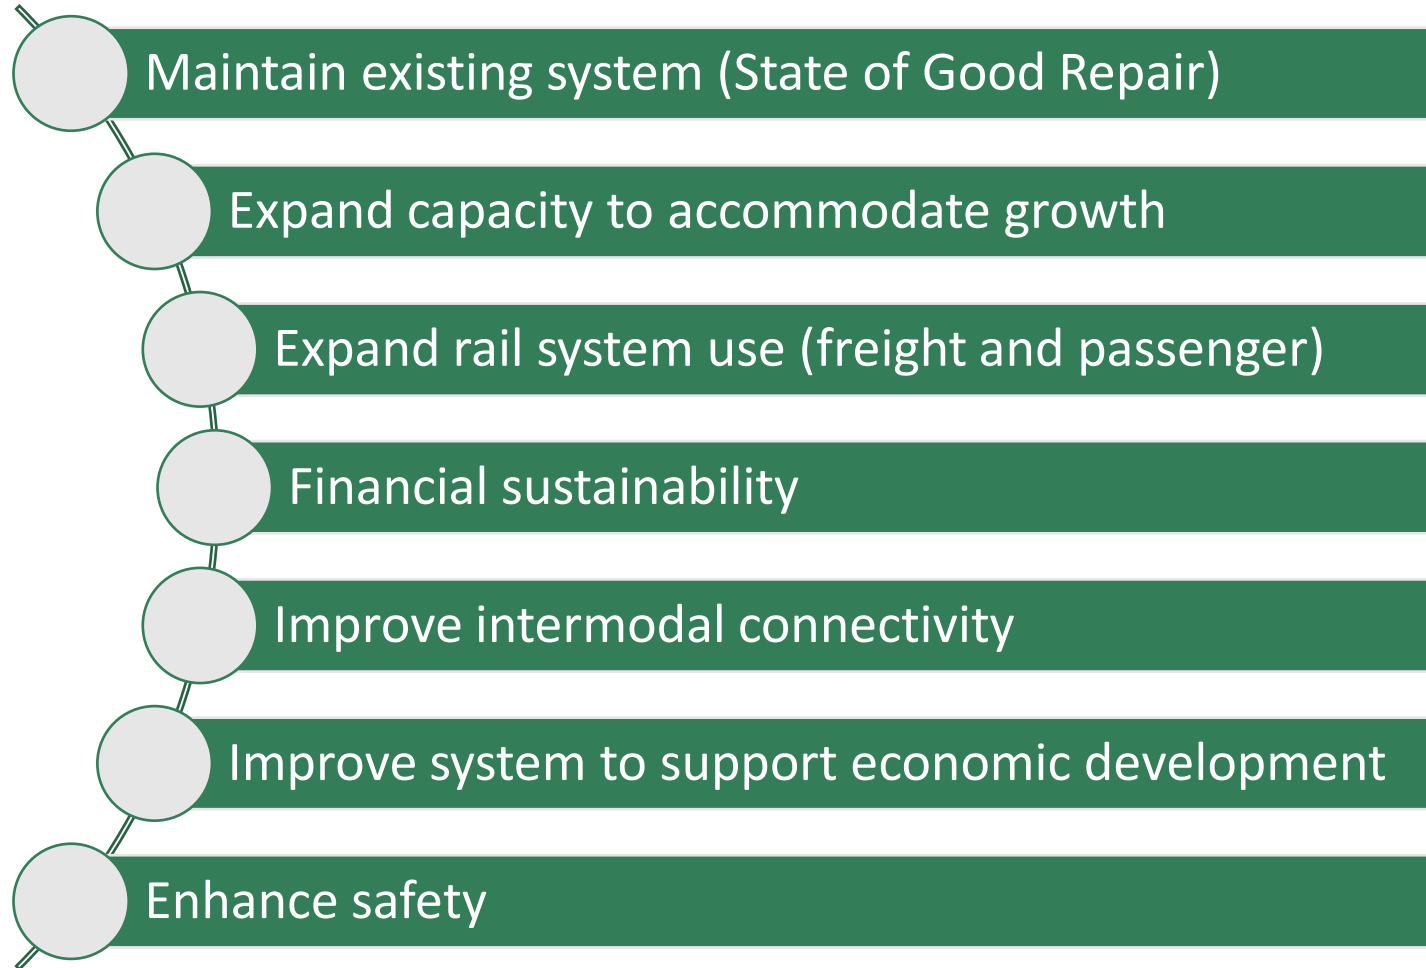 Maintain existing system (State of Good Repair)
Expand capacity to accommodate growth
Expand rail system use (freight and passenger)
Financial sustainability
Improve intermodal connectivity
Improve system to support economic development
Enhance safety